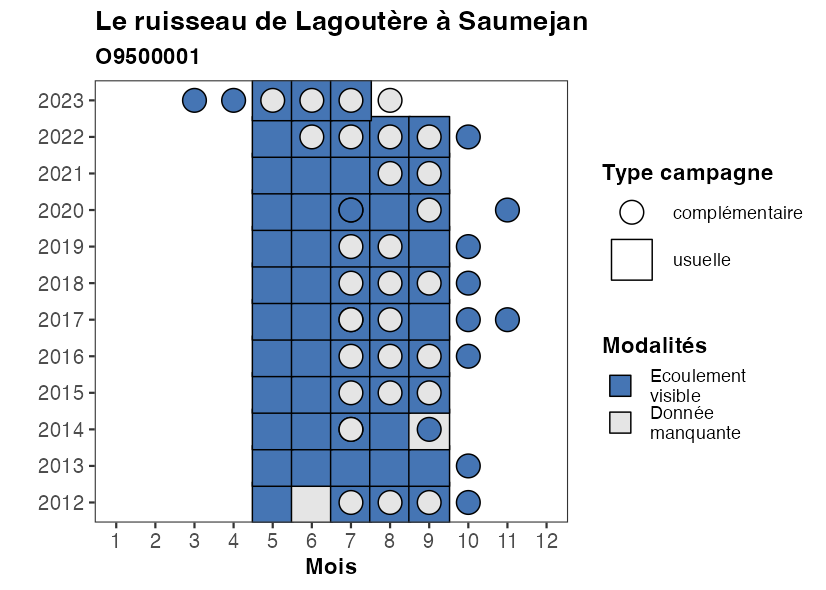 Le ruisseau de Lagoutère à Saumejan
O9500001
2023
2022
2021
2020
2019
2018
2017
2016
2015
2014
2013
2012
1 2 3 4 5 6 7 8 9 10 11 12
Mois
Type campagne
complémentaire
usuelle
Modalités
Ecoulement
visible
Donnée
manquante